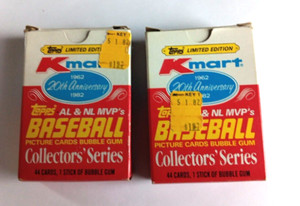 Topps LIMITED EDITION
Kmart
1962
20th Anniversary
1982
Topps AL & NL MVP's
BASEBALL
PICTURE CARDS BUBBLE GUM
Collectors' Series
44 CARDS, 1 STICK OF BUBBLE GUM
Topps LIMITED EDITION
Kmart
1962
20th Anniversary
1982
Topps AL & NL MVP's
BASEBALL
PICTURE CARDS BUBBLE GUM
Collectors' Series
44 CARDS, 1 STICK OF BUBBLE GUM